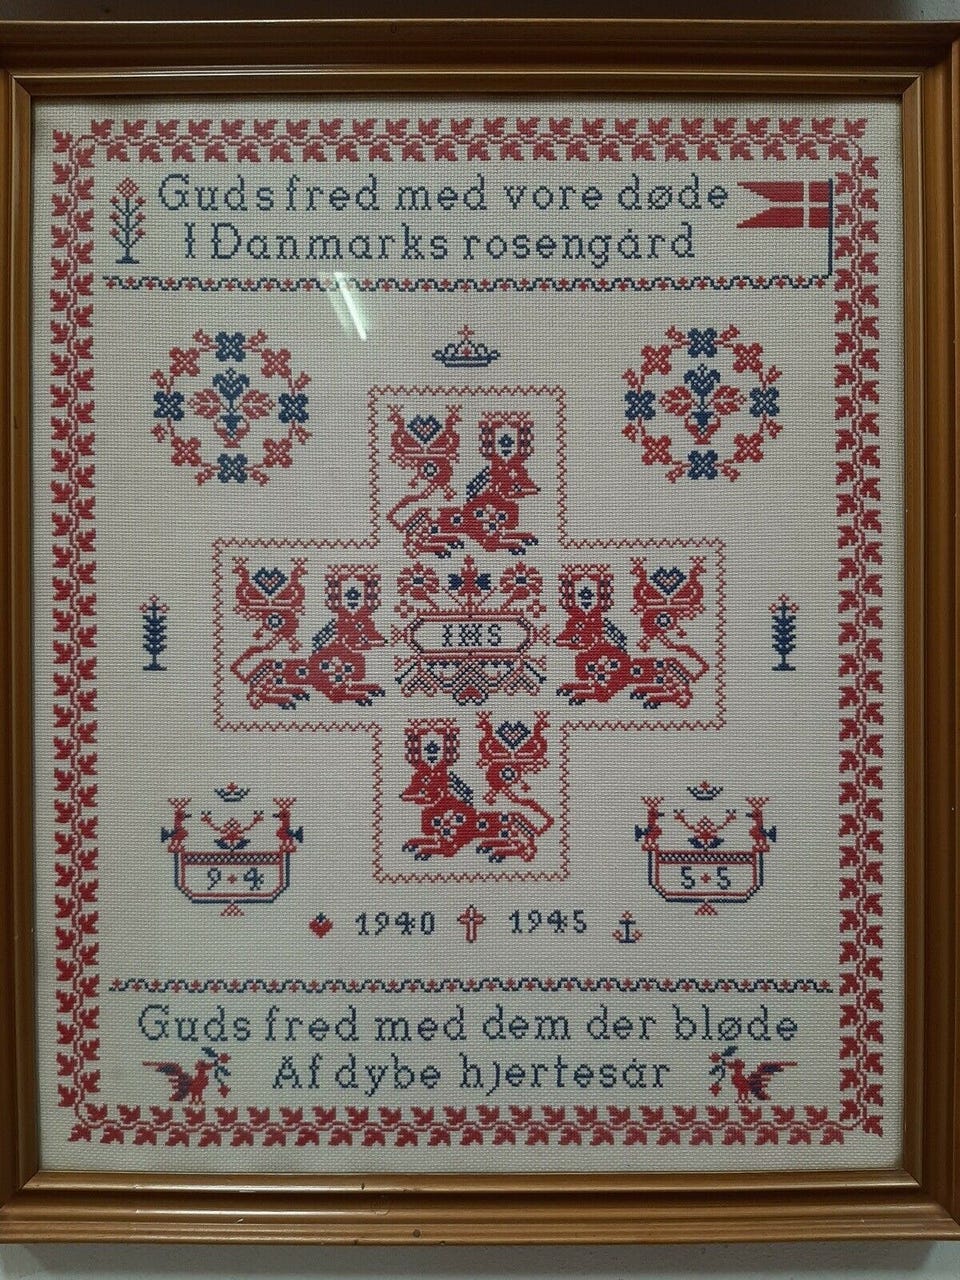 Guds fred med vore døde
I Danmarks rosengård
IHS
9 4
5 5
1940 1945
Guds fred med dem der bløde
Af dybe hjertesår